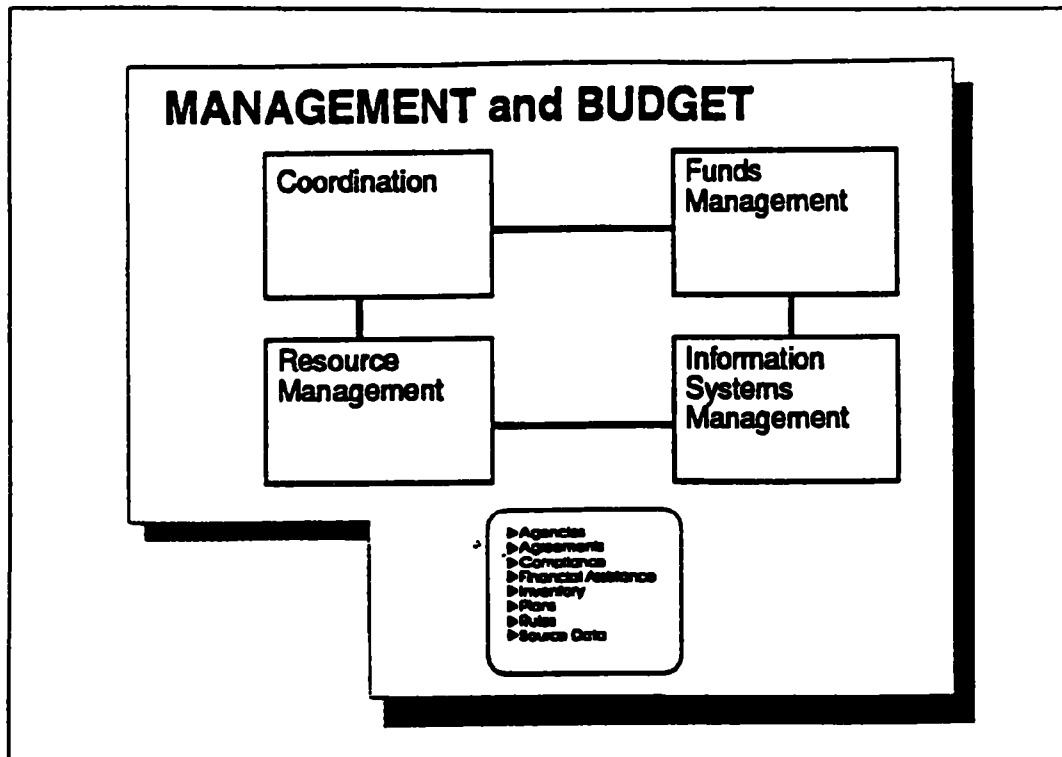 MANAGEMENT and BUDGET
Coordination
Funds
Management
Resource
Management
Information
Systems
Management
▶Agencies
▶Agreements
▶Compliance
▶Financial Assistance
▶Inventory
▶Plans
▶Rules
▶Source Data